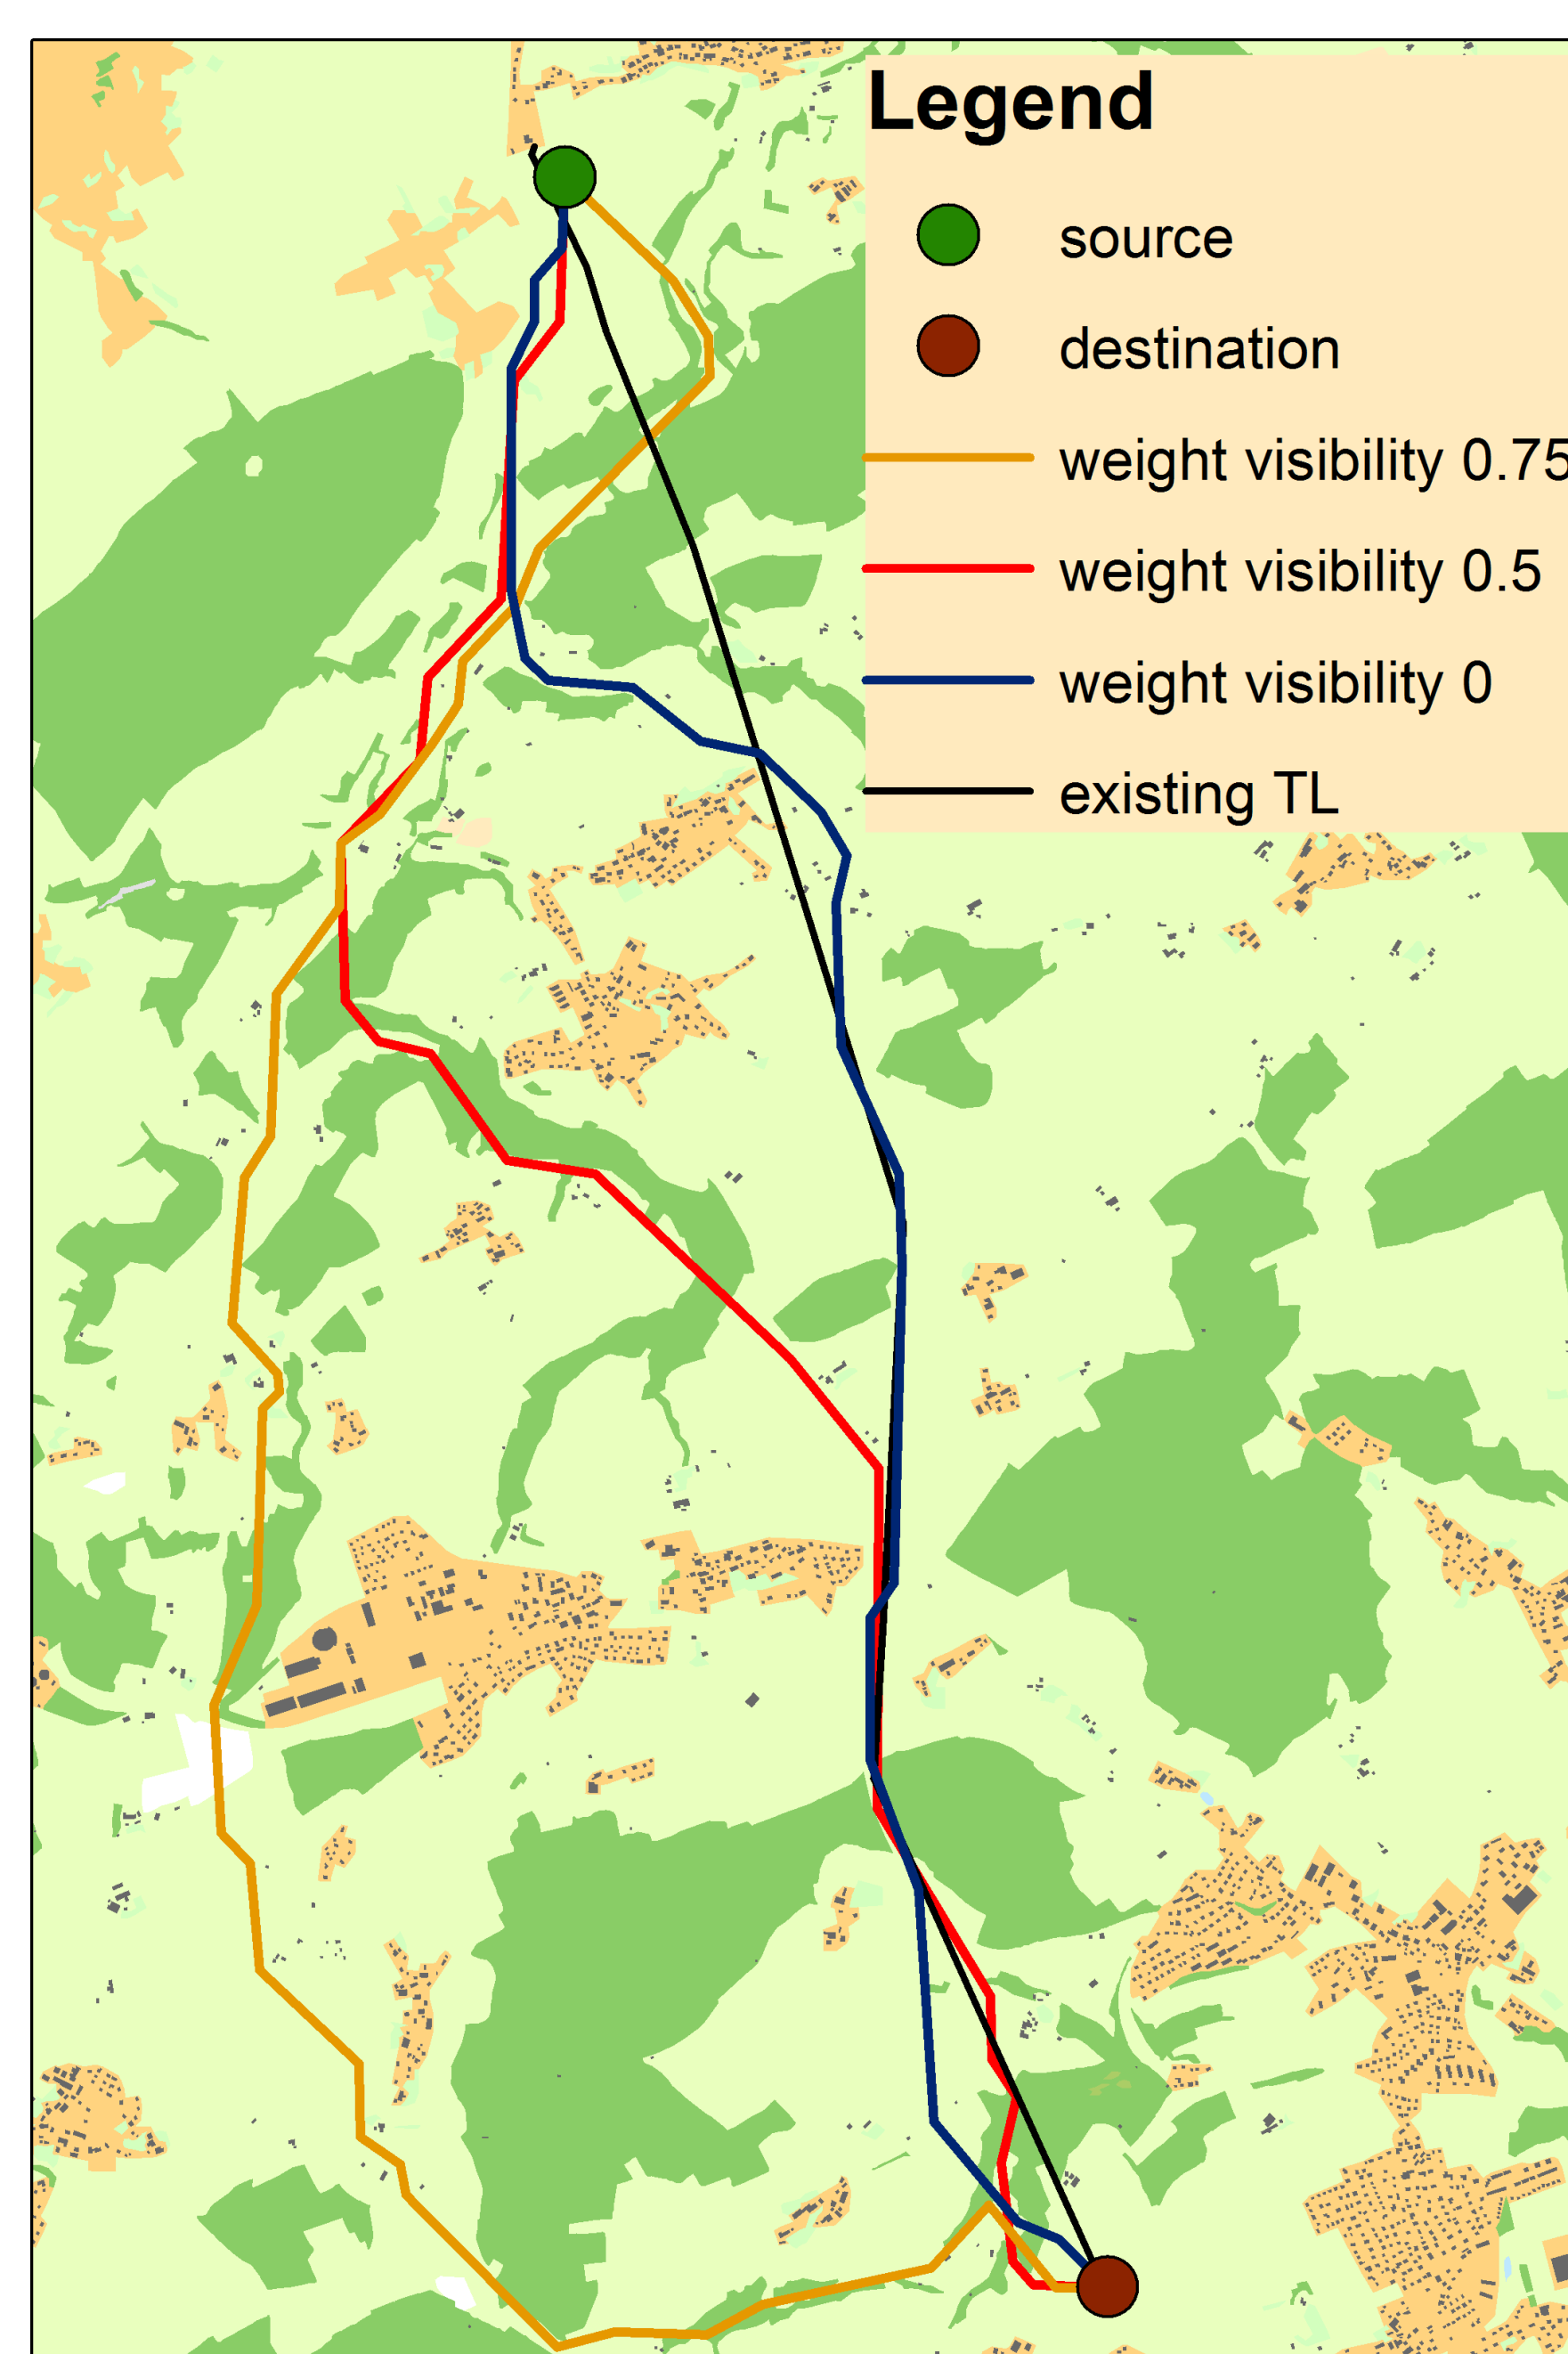 Legend
source
destination
weight visibility 0.75
weight visibility 0.5
weight visibility 0
existing TL